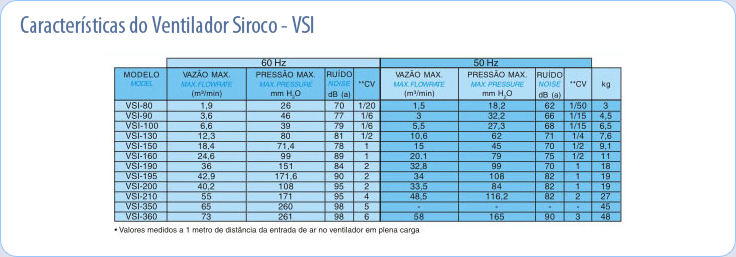 Características do Ventilador Siroco - VSI
60 Hz 50 Hz
MODELO VAZÃO MAX. PRESSÃO MAX. RUÍDO **CV VAZÃO MAX. PRESSÃO MAX. RUÍDO **CV kg
MODEL MAX. FLOWRATE MAX. PRESSURE NOISE MAX. FLOWRATE MAX. PRESSURE NOISE
(m³/min) mm H2O dB (a) (m³/min) mm H2O dB (a)
VSI-80 1,9 26 70 1/20 1,5 18,2 62 1/50 3
VSI-90 3,6 46 77 1/6 3 32,2 66 1/15 4,5
VSI-100 6,6 39 79 1/6 5,5 27,3 68 1/15 6,5
VSI-130 12,3 80 81 1/2 10,6 62 71 1/4 7,6
VSI-150 18,4 71,4 78 1 15 45 70 1/2 9,1
VSI-160 24,6 99 89 1 20,1 79 75 1/2 11
VSI-190 36 151 84 2 32,8 99 70 1 18
VSI-195 42,9 171,6 90 2 34 108 82 1 19
VSI-200 40,2 108 95 2 33,5 84 82 1 19
VSI-210 55 171 95 4 48,5 116,2 82 2 27
VSI-350 65 260 98 5 - - - - 45
VSI-360 73 261 98 6 58 165 90 3 48
• Valores medidos a 1 metro de distância da entrada de ar no ventilador em plena carga